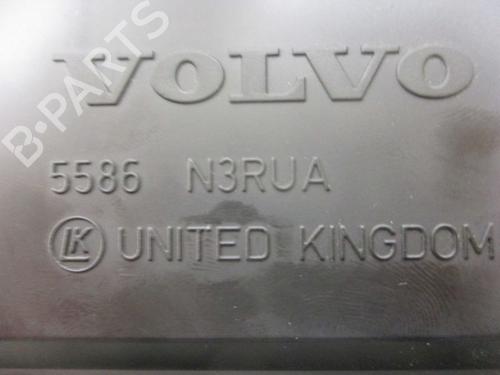 B-PARTS
VOLVO
5586 N3RUA
LK UNITED KINGDOM